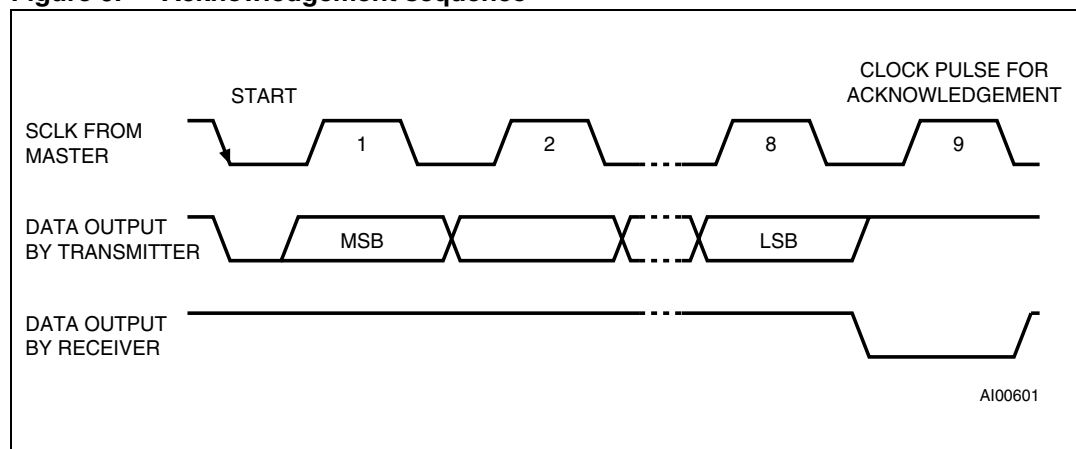 Figure 6. Acknowledgement sequence
CLOCK PULSE FOR
ACKNOWLEDGEMENT
START
SCLK FROM
MASTER
1
2
8
9
DATA OUTPUT
BY TRANSMITTER
MSB
LSB
DATA OUTPUT
BY RECEIVER
AI00601